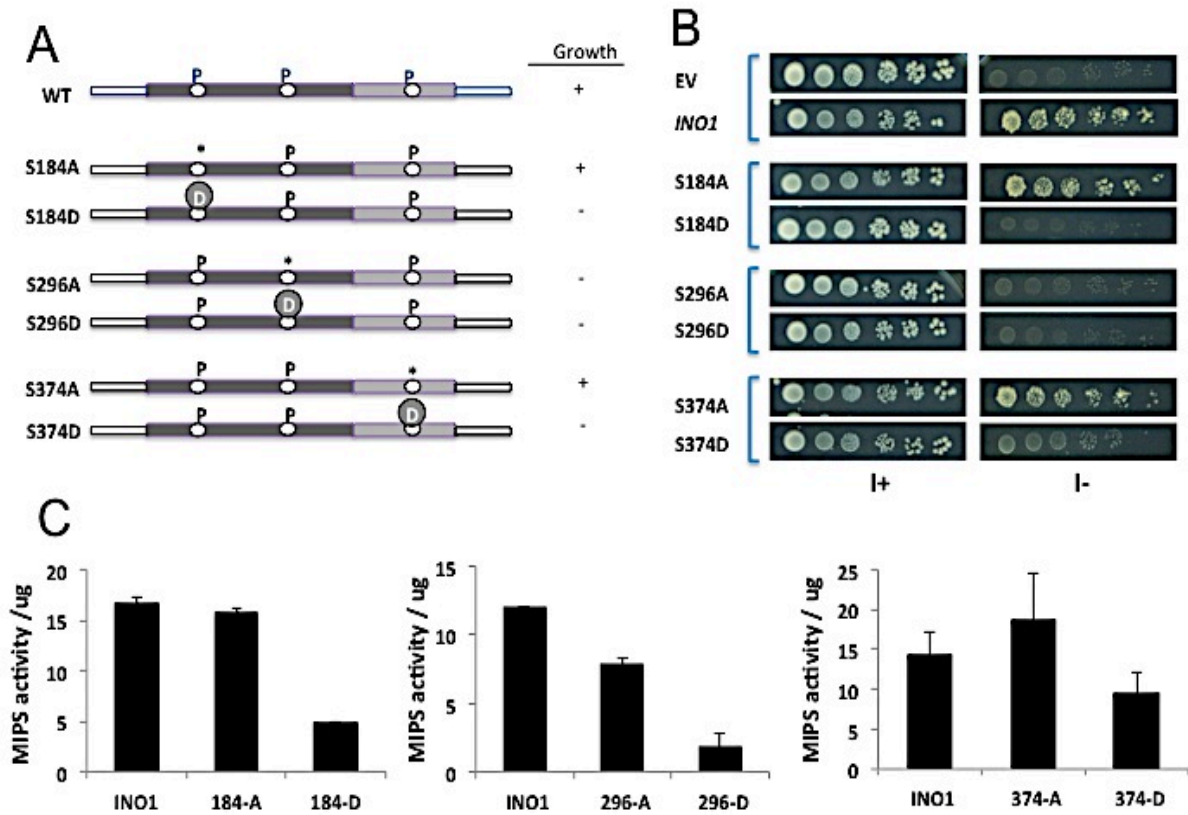 A
Growth
P P P
WT +
* P P
S184A +
D P P
S184D -
P * P
S296A -
P D P
S296D -
P P *
S374A +
P P D
S374D -
B
EV
INO1
S184A
S184D
S296A
S296D
S374A
S374D
I+ I-
C
MIPS activity /ug
20
15
10
5
0
INO1 184-A 184-D
MIPS activity / ug
15
10
5
0
INO1 296-A 296-D
MIPS activity / ug
25
20
15
10
5
0
INO1 374-A 374-D